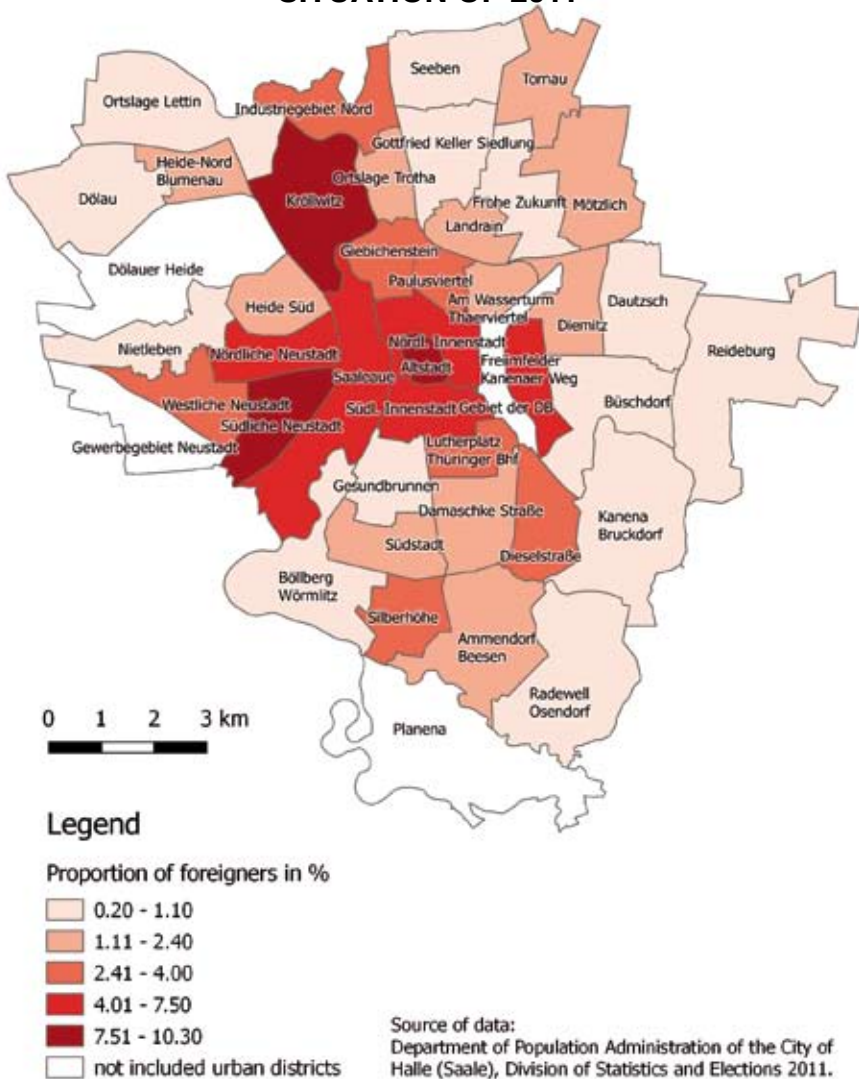 SITUATION OF 2011
Seeben
Tornau
Ortslage Lettin
Industriegebiet Nord
Gottfried Keller Siedlung
Heide-Nord
Blumenau
Ortslage Trotha
Dölau
Kröllwitz
Frohe Zukunft
Mötzlich
Landrain
Giebichenstein
Dölauer Heide
Paulusviertel
Heide Süd
Am Wasserturm
Thaerviertel
Dautzsch
Diemitz
Nietleben
Nördliche Neustadt
Nördl. Innenstadt
Reideburg
Altstadt
Freiimfelder
Kanenaer Weg
Saaleaue
Westliche Neustadt
Südl. Innenstadt
Gebiet der DB
Büschdorf
Südliche Neustadt
Gewerbegebiet Neustadt
Lutherplatz
Thüringer Bhf
Gesundbrunnen
Damaschke Straße
Kanena
Bruckdorf
Südstadt
Dieselstraße
Böllberg
Wörmlitz
Silberhöhe
Ammendorf
Beesen
Radewell
Osendorf
Planena
0 1 2 3 km
Legend
Proportion of foreigners in %
0.20 - 1.10
1.11 - 2.40
2.41 - 4.00
4.01 - 7.50
7.51 - 10.30
not included urban districts
Source of data:
Department of Population Administration of the City of
Halle (Saale), Division of Statistics and Elections 2011.